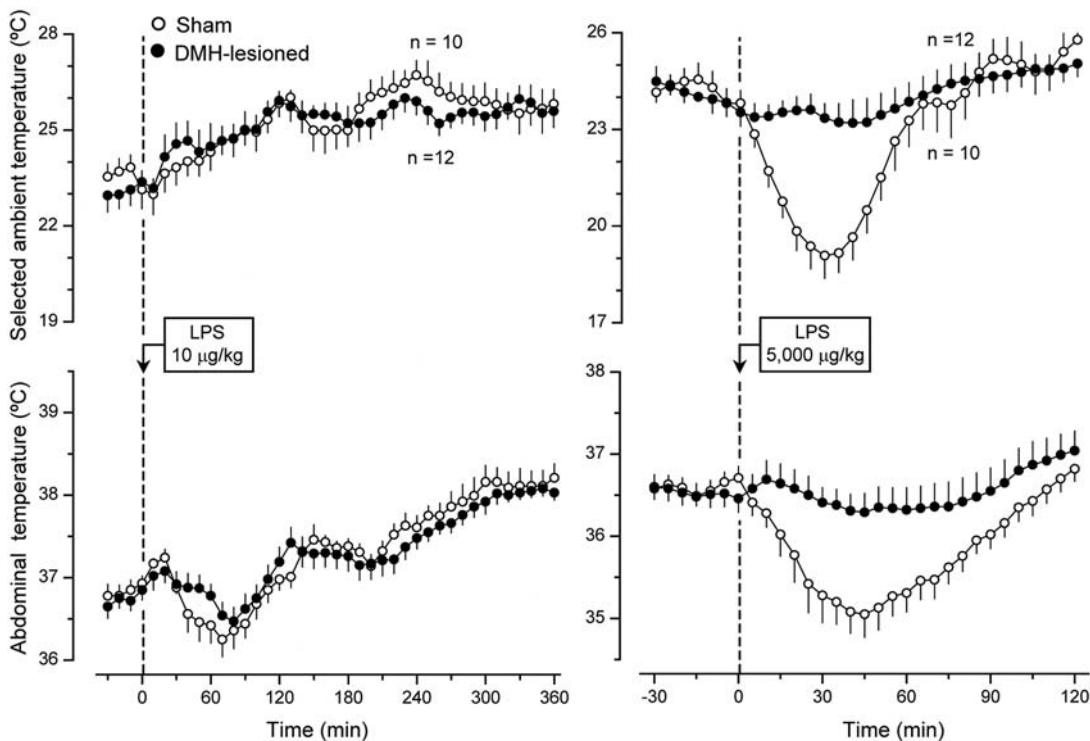 Sham
DMH-lesioned
n = 10
n =12
Selected ambient temperature (ºC)
28
25
22
19
n =12
n = 10
26
23
20
17
LPS
10 µg/kg
LPS
5,000 µg/kg
Abdominal temperature (ºC)
39
38
37
36
38
37
36
35
0 60 120 180 240 300 360
Time (min)
-30 0 30 60 90 120
Time (min)